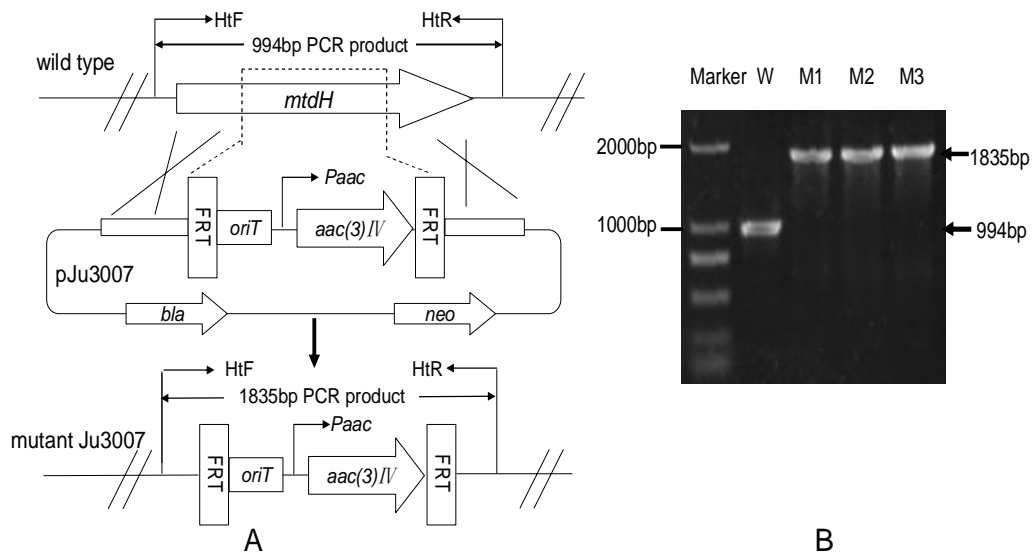 HtF
HtR
994bp PCR product
wild type
mtdH
Paac
FRT
oriT
aac(3)IV
FRT
pJu3007
bla
neo
HtF
HtR
1835bp PCR product
Paac
mutant Ju3007
FRT
oriT
aac(3)IV
FRT
A
Marker W M1 M2 M3
2000bp
1835bp
1000bp
994bp
B